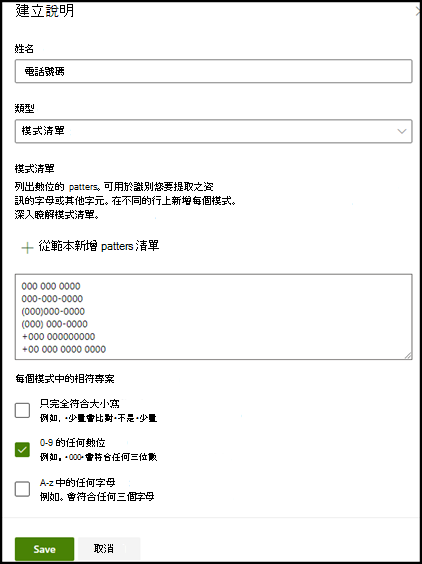 建立說明
姓名
電話號碼
類型
模式清單
模式清單
列出數位的 patters。可用於識別您要提取之資
訊的字母或其他字元。在不同的行上新增每個模式。
深入瞭解模式清單。
+ 從範本新增 patters 清單
000 000 0000
000-000-0000
(000)000-0000
(000) 000-0000
+000 000000000
+00 000 0000 0000
每個模式中的相符專案
只完全符合大小寫
例如，"少量會比對"不是"少量
0-9 的任何數位
例如。"000"會符合任何三位數
A-z 中的任何字母
例如。會符合任何三個字母
Save
取消